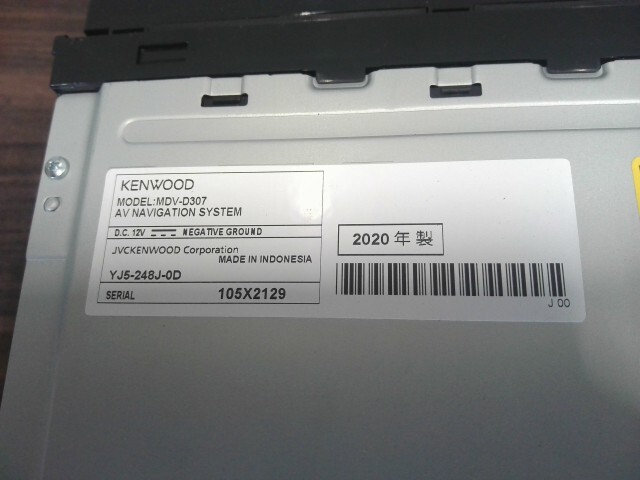 KENWOOD
MODEL:MDV-D307
AV NAVIGATION SYSTEM
D.C. 12V NEGATIVE GROUND
JVCKENWOOD Corporation
MADE IN INDONESIA
YJ5-248J-0D
SERIAL 105X2129
2020 年 製
J 00